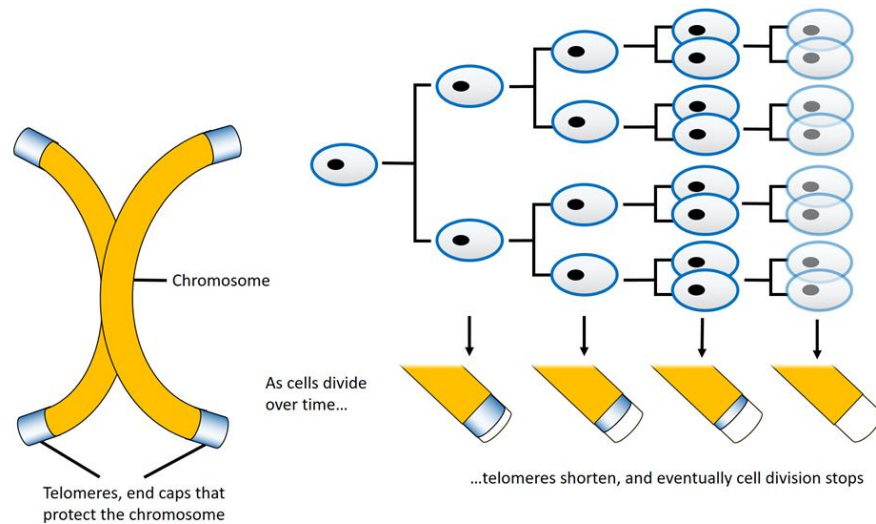 Chromosome
As cells divide
over time…
…telomeres shorten, and eventually cell division stops
Telomeres, end caps that
protect the chromosome